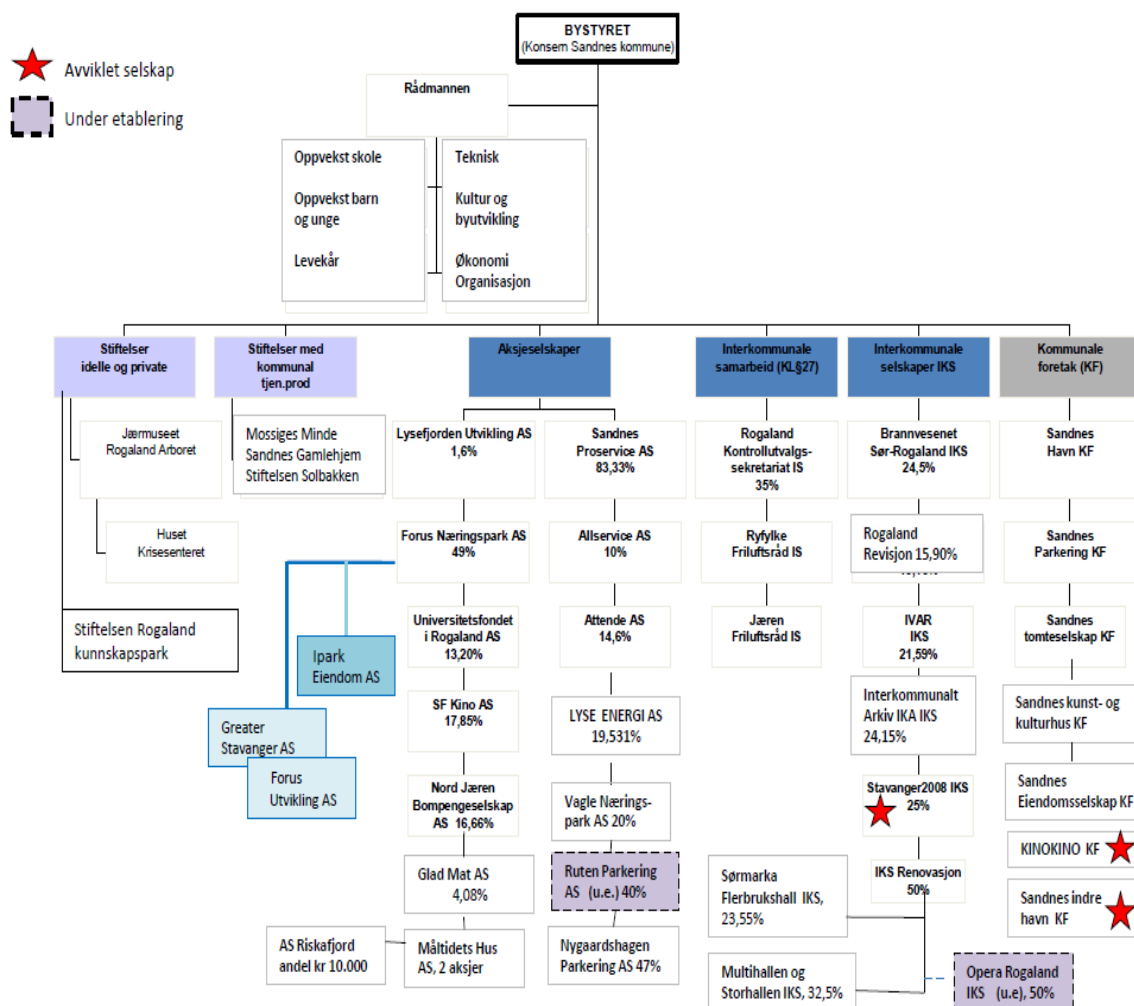 BYSTYRET
(Konsern Sandnes kommune)
Avviklet selskap
Under etablering
Rådmannen
Oppvekst skole
Oppvekst barn
og unge
Levekår
Teknisk
Kultur og
byutvikling
Økonomi
Organisasjon
Stiftelser
idelle og private
Stiftelser med
kommunal
tjen.prod
Aksjeselskaper
Interkommunale
samarbeid (KL§27)
Interkommunale
selskaper IKS
Kommunale
foretak (KF)
Jærmuseet
Rogaland Arboret
Huset
Krisesenteret
Stiftelsen Rogaland
kunnskapspark
Mossiges Minde
Sandnes Gamlehjem
Stiftelsen Solbakken
Lysefjorden Utvikling AS
1,6%
Forus Næringspark AS
49%
Ipark
Eiendom AS
Greater
Stavanger AS
Forus
Utvikling AS
Universitetsfondet
i Rogaland AS
13,20%
SF Kino AS
17,85%
Nord Jæren
Bompengeselskap
AS 16,66%
Glad Mat AS
4,08%
AS Riskafjord
andel kr 10.000
Måltidets Hus
AS, 2 aksjer
Sandnes
Proservice AS
83,33%
Allservice AS
10%
Attende AS
14,6%
LYSE ENERGI AS
19,531%
Vagle Nærings-
park AS 20%
Ruten Parkering
AS (u.e.) 40%
Nygaardshagen
Parkering AS 47%
Rogaland
Kontrollutvalgs-
sekretariat IS
35%
Ryfylke
Friluftsråd IS
Jæren
Friluftsråd IS
Brannvesenet
Sør-Rogaland IKS
24,5%
Rogaland
Revisjon 15,90%
IVAR
IKS
21,59%
Interkommunalt
Arkiv IKA IKS
24,15%
Stavanger2008 IKS
25%
IKS Renovasjon
50%
Sørmarka
Flerbrukshall IKS,
23,55%
Multihallen og
Storhallen IKS, 32,5%
Opera Rogaland
IKS (u.e), 50%
Sandnes
Havn KF
Sandnes
Parkering KF
Sandnes
tomteselskap KF
Sandnes kunst- og
kulturhus KF
Sandnes
Eiendomsselskap KF
KINOKINO KF
Sandnes indre
havn KF